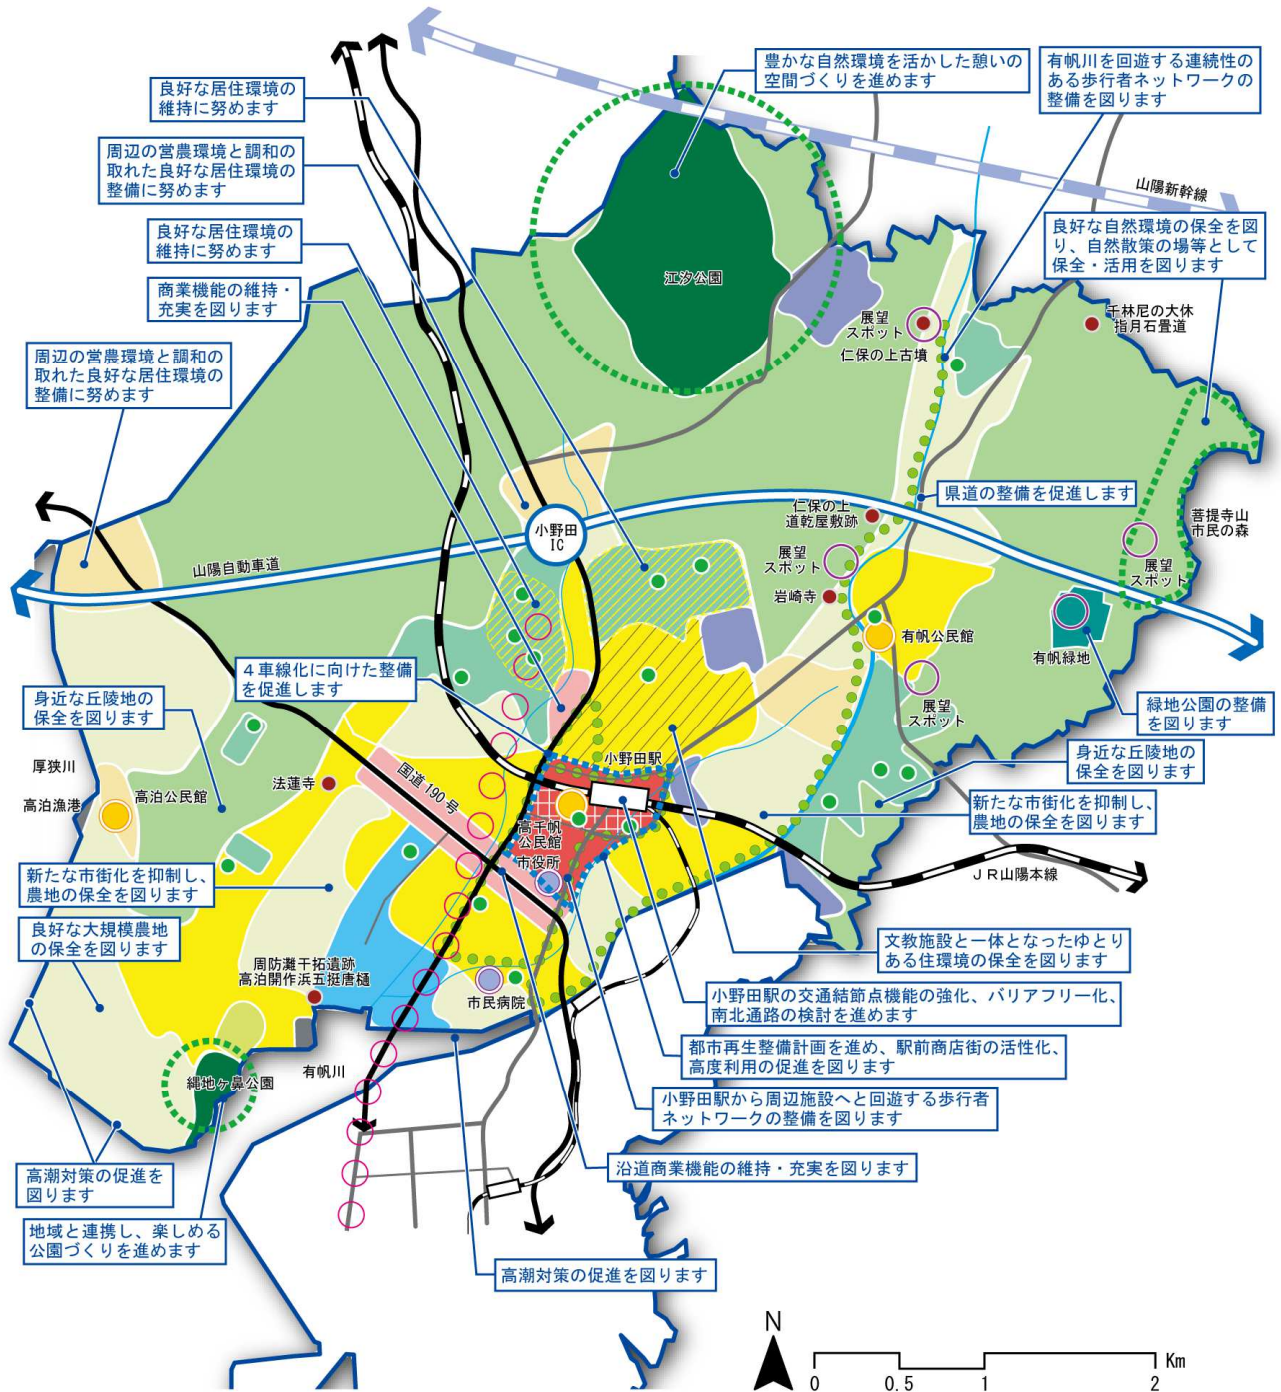 豊かな自然環境を活かした憩いの
空間づくりを進めます
有帆川を回遊する連続性の
ある歩行者ネットワークの
整備を図ります
良好な居住環境の
維持に努めます
周辺の営農環境と調和の
取れた良好な居住環境の
整備に努めます
山陽新幹線
良好な自然環境の保全を図
り、自然散策の場等として
保全・活用を図ります
良好な居住環境の
維持に努めます
商業機能の維持・
充実を図ります
江汐公園
展望
スポット
仁保の上古墳
千林尼の大休
指月石畳道
周辺の営農環境と調和の
取れた良好な居住環境の
整備に努めます
県道の整備を促進します
仁保の上
道乾屋敷跡
菩提寺山
市民の森
小野田
IC
展望
スポット
展望
スポット
山陽自動車道
岩崎寺
有帆公民館
有帆緑地
4車線化に向けた整備
を促進します
身近な丘陵地の
保全を図ります
展望
スポット
緑地公園の整備
を図ります
身近な丘陵地の
保全を図ります
小野田駅
厚狭川
高泊漁港
高泊公民館
法蓮寺
国道190号
新たな市街化を抑制し、
農地の保全を図ります
高千帆
公民館
市役所
JR山陽本線
新たな市街化を抑制し、
農地の保全を図ります
良好な大規模農地
の保全を図ります
文教施設と一体となったゆとり
ある住環境の保全を図ります
周防灘干拓遺跡
高泊開作浜五挺唐樋
市民病院
小野田駅の交通結節点機能の強化、バリアフリー化、
南北通路の検討を進めます
都市再生整備計画を進め、駅前商店街の活性化、
高度利用の促進を図ります
有帆川
縄地ヶ鼻公園
小野田駅から周辺施設へと回遊する歩行者
ネットワークの整備を図ります
沿道商業機能の維持・充実を図ります
高潮対策の促進を
図ります
地域と連携し、楽しめる
公園づくりを進めます
高潮対策の促進を図ります
N
Km
0 0.5 1 2